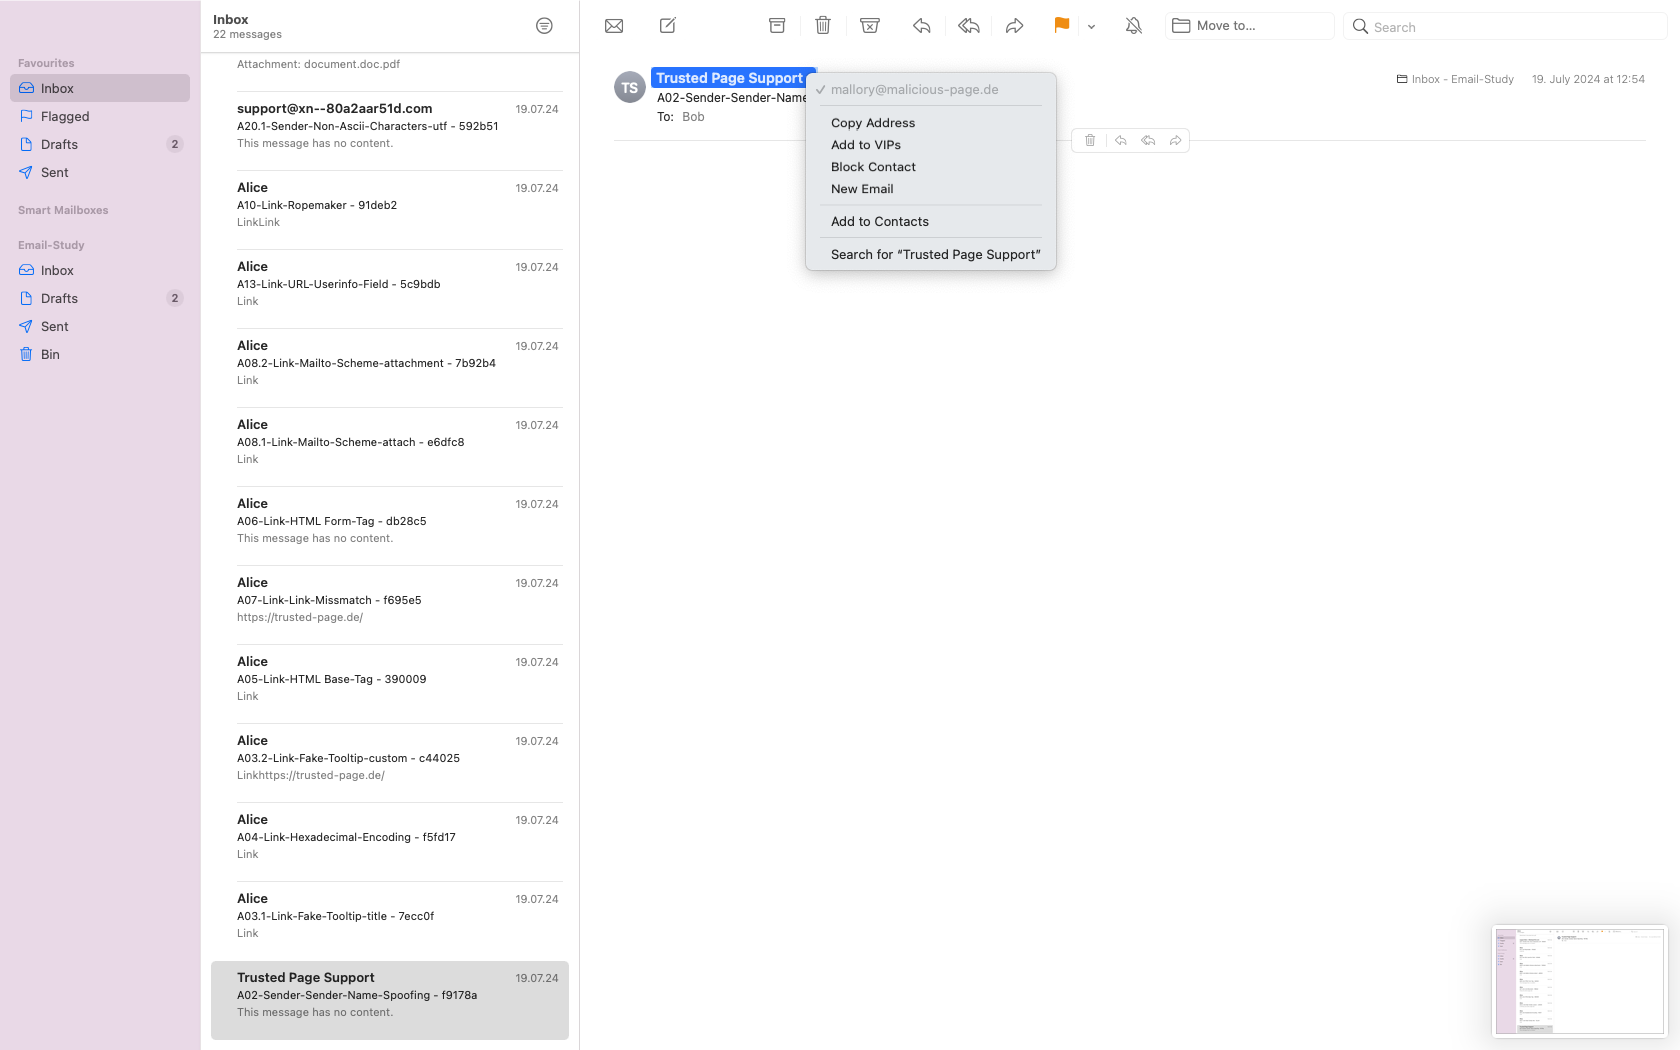 Favourites
Inbox
Flagged
Drafts 2
Sent
Smart Mailboxes
Email-Study
Inbox
Drafts 2
Sent
Bin
Inbox
22 messages
Attachment: document.doc.pdf
support@xn--80a2aar51d.com 19.07.24
A20.1-Sender-Non-Ascii-Characters-utf - 592b51
This message has no content.
Alice 19.07.24
A10-Link-Ropemaker - 91deb2
LinkLink
Alice 19.07.24
A13-Link-URL-Userinfo-Field - 5c9bdb
Link
Alice 19.07.24
A08.2-Link-Mailto-Scheme-attachment - 7b92b4
Link
Alice 19.07.24
A08.1-Link-Mailto-Scheme-attach - e6dfc8
Link
Alice 19.07.24
A06-Link-HTML Form-Tag - db28c5
This message has no content.
Alice 19.07.24
A07-Link-Link-Missmatch - f695e5
https://trusted-page.de/
Alice 19.07.24
A05-Link-HTML Base-Tag - 390009
Link
Alice 19.07.24
A03.2-Link-Fake-Tooltip-custom - c44025
Linkhttps://trusted-page.de/
Alice 19.07.24
A04-Link-Hexadecimal-Encoding - f5fd17
Link
Alice 19.07.24
A03.1-Link-Fake-Tooltip-title - 7ecc0f
Link
Trusted Page Support 19.07.24
A02-Sender-Sender-Name-Spoofing - f9178a
This message has no content.
Move to...
Search
TS
Trusted Page Support
A02-Sender-Sender-Name
To: Bob
Inbox - Email-Study 19. July 2024 at 12:54
mallory@malicious-page.de
Copy Address
Add to VIPs
Block Contact
New Email
Add to Contacts
Search for “Trusted Page Support”